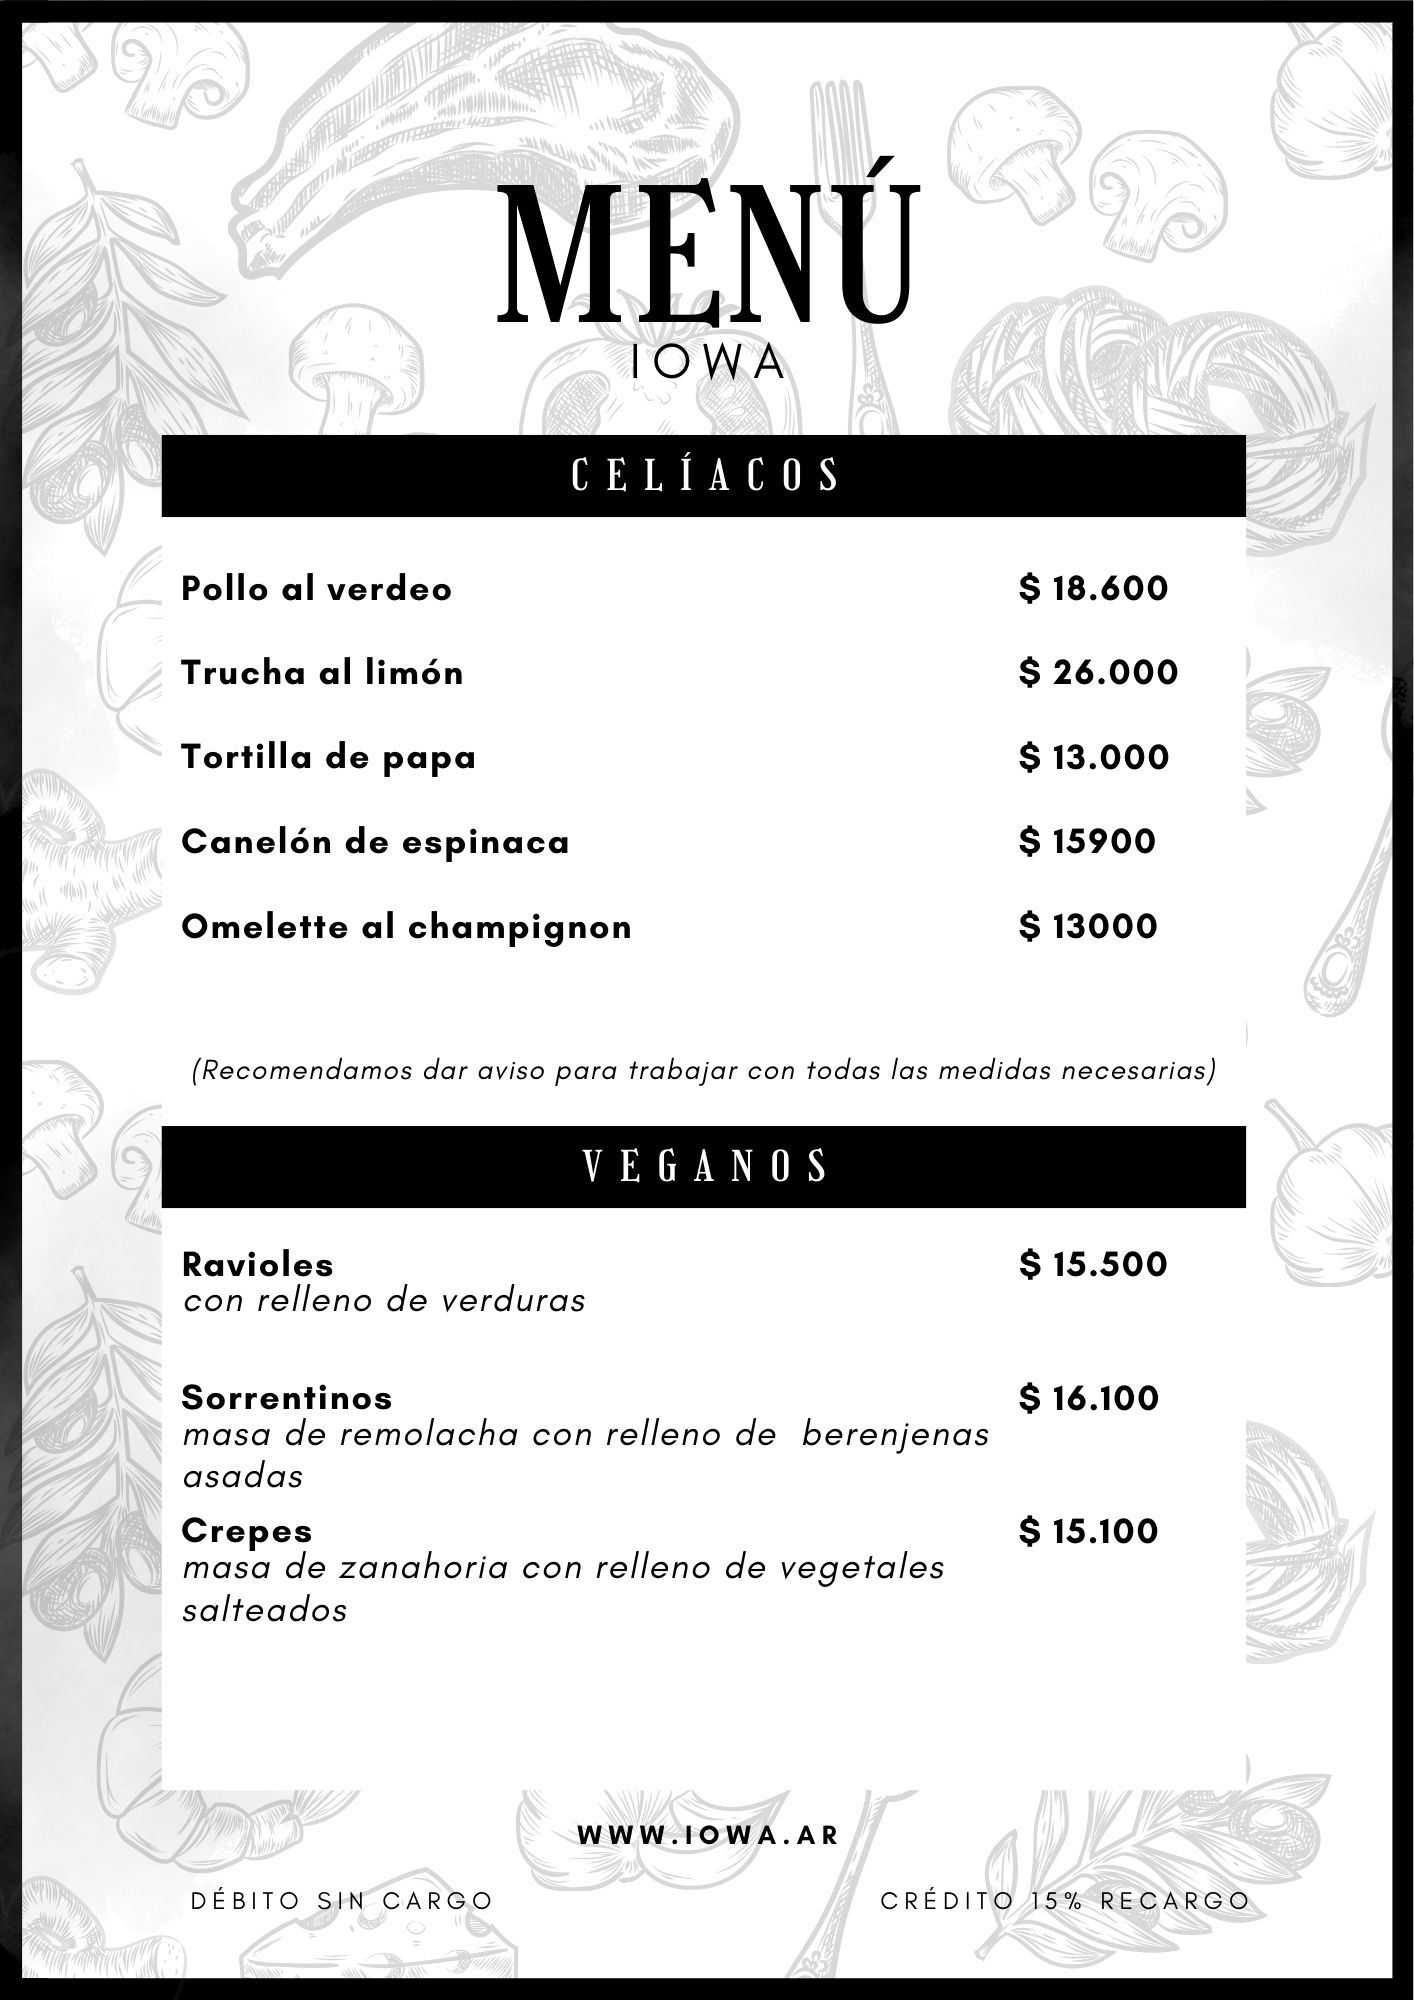 MENÚ
IOWA
CELÍACOS
Pollo al verdeo $ 18.600
Trucha al limón $ 26.000
Tortilla de papa $ 13.000
Canelón de espinaca $ 15900
Omelette al champignon $ 13000
(Recomendamos dar aviso para trabajar con todas las medidas necesarias)
VEGANOS
Ravioles $ 15.500
con relleno de verduras
Sorrentinos $ 16.100
masa de remolacha con relleno de berenjenas
asadas
Crepes $ 15.100
masa de zanahoria con relleno de vegetales
salteados
WWW.IOWA.AR
DÉBITO SIN CARGO CRÉDITO 15% RECARGO